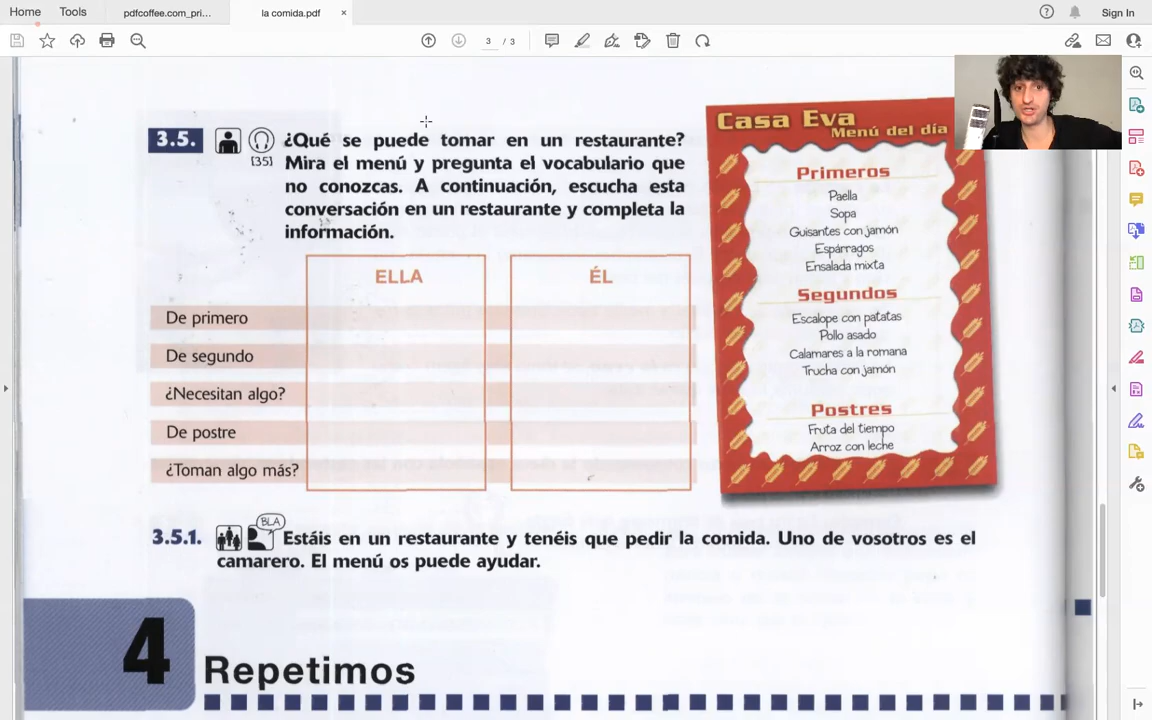 Home
Tools
pdfcoffee.com_pri...
la comida.pdf
×
Sign In
3 / 3
3.5.
[35]
¿Qué se puede tomar en un restaurante?
Mira el menú y pregunta el vocabulario que
no conozcas. A continuación, escucha esta
conversación en un restaurante y completa la
información.
ELLA
ÉL
De primero
De segundo
¿Necesitan algo?
De postre
¿Toman algo más?
Casa Eva
Menú del día
Primeros
Paella
Sopa
Guisantes con jamón
Espárragos
Ensalada mixta
Segundos
Escalope con patatas
Pollo asado
Calamares a la romana
Trucha con jamón
Postres
Fruta del tiempo
Arroz con leche
3.5.1.
BLA
Estáis en un restaurante y tenéis que pedir la comida. Uno de vosotros es el
camarero. El menú os puede ayudar.
4
Repetimos